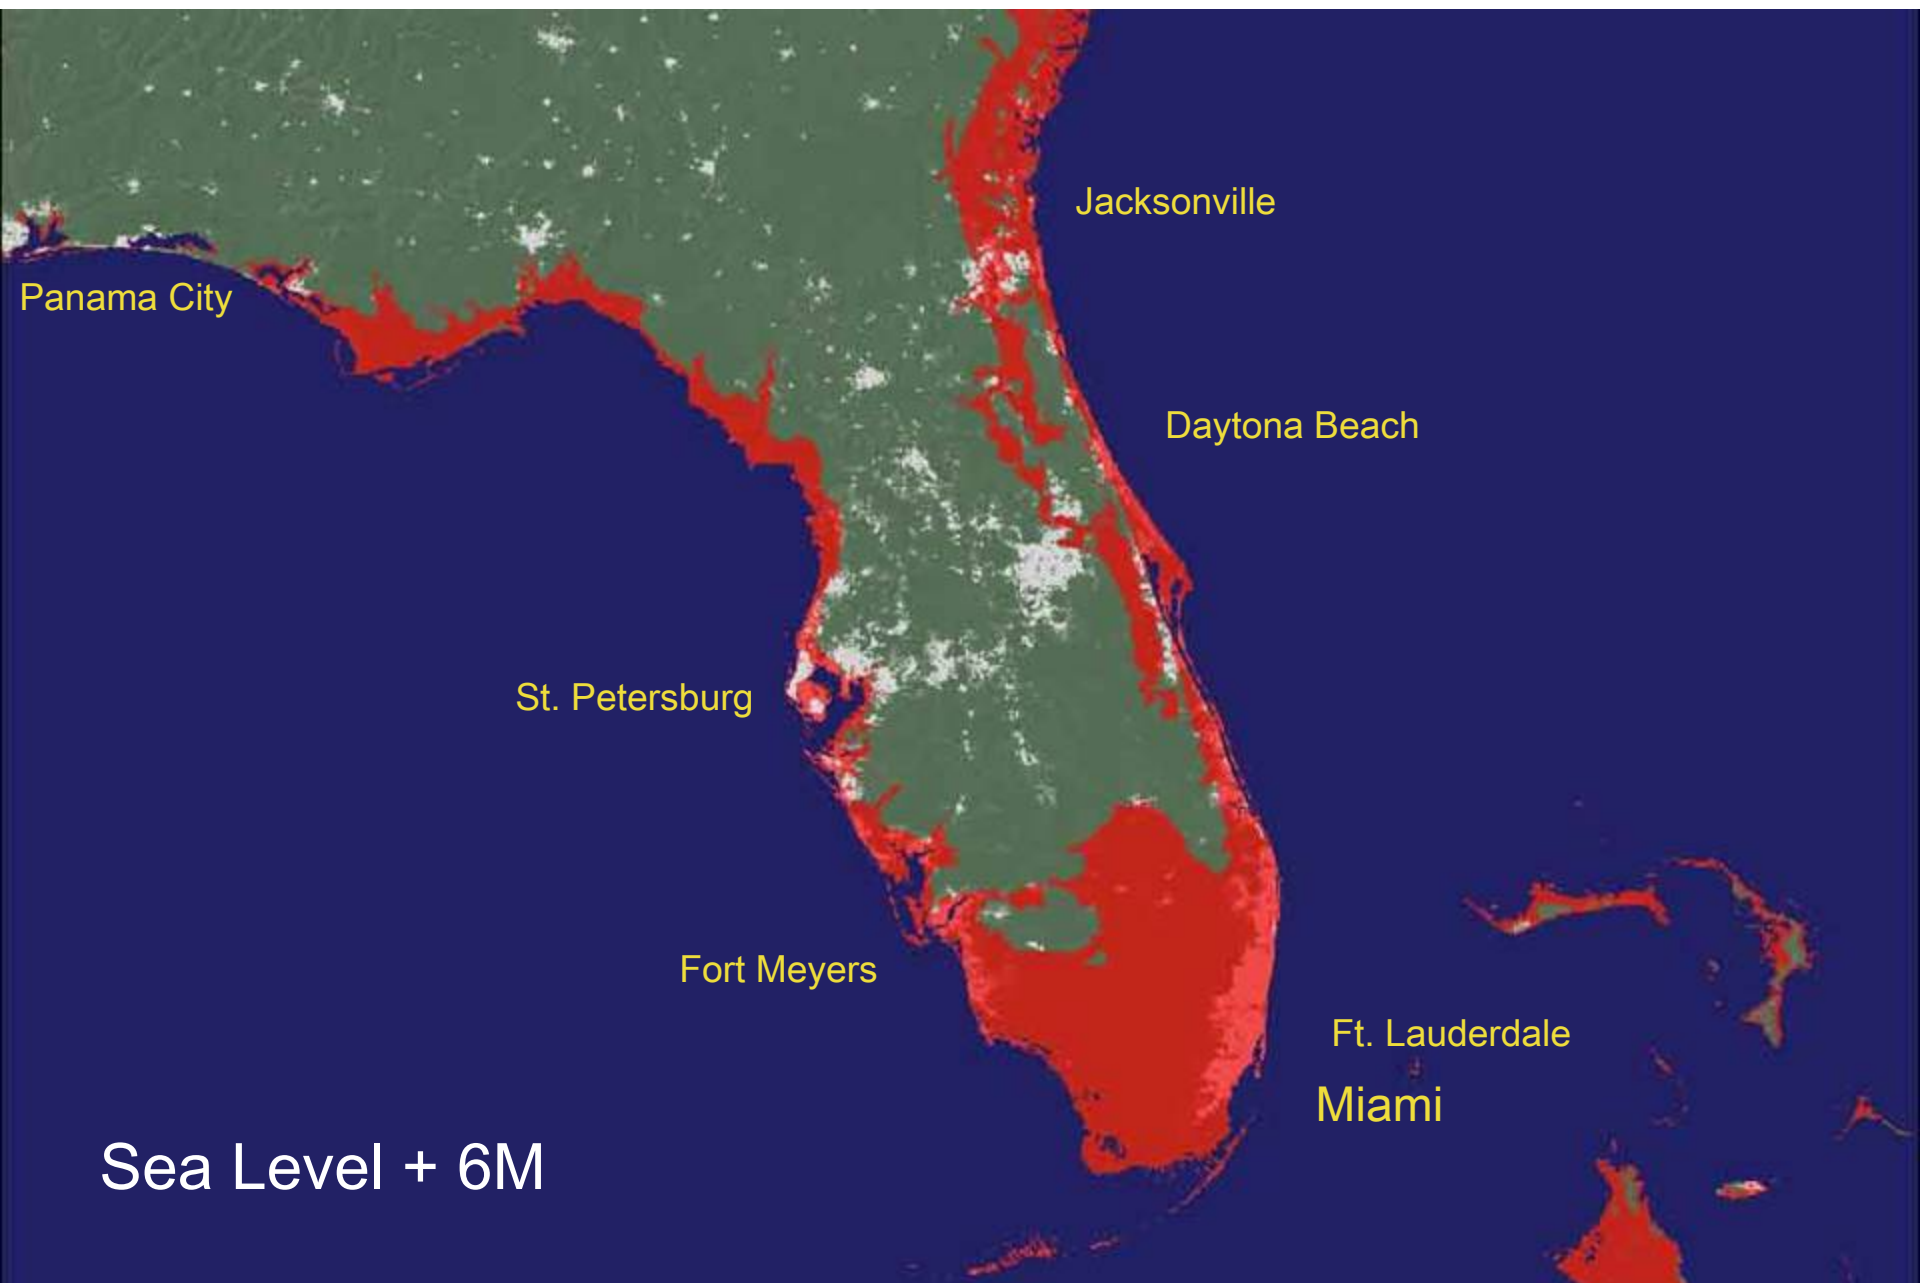 Jacksonville
Panama City
Daytona Beach
St. Petersburg
Fort Meyers
Ft. Lauderdale
Miami
Sea Level + 6M